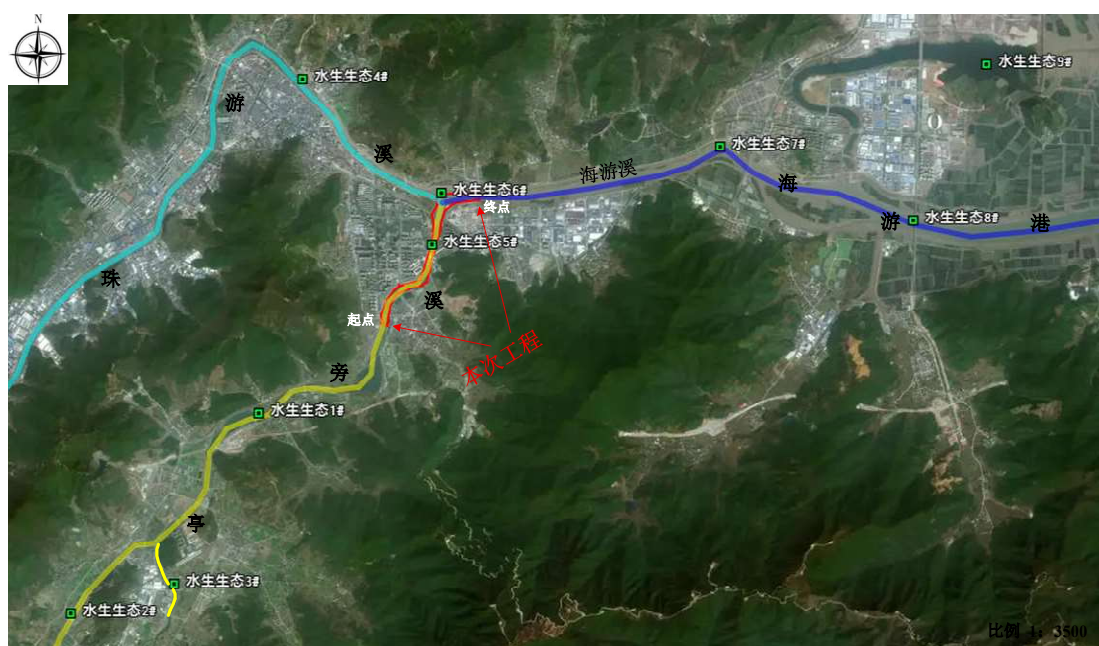 N
水生生态4#
水生生态9#
游
溪
水生生态7#
海游溪
水生生态6#
海
终点
游
水生生态8#
港
水生生态5#
珠
溪
起点
本次工程
旁
水生生态1#
亭
水生生态3#
水生生态2#
比例 1：3500